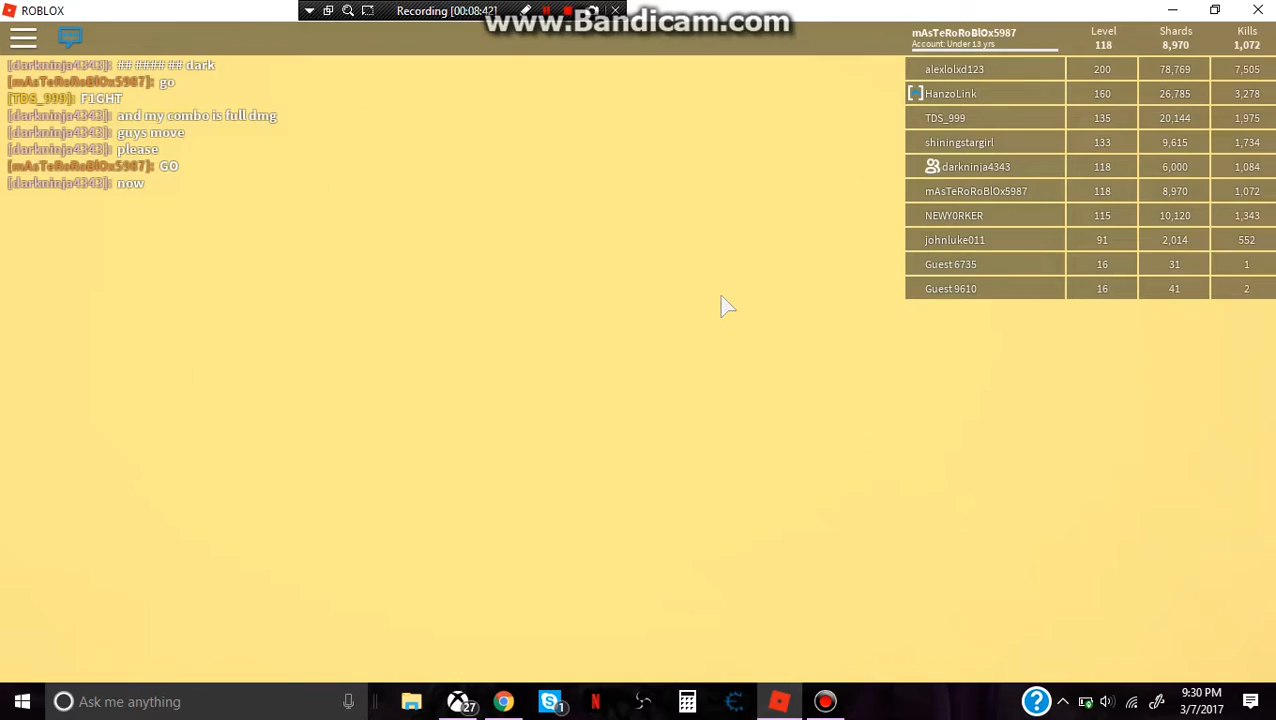 ROBLOX
Recording [00:08:42]
www.Bandicam.com
[darkninja4343]: ## #### ## dark
[mAsTeRoRoBlOx5987]: go
[TDS_999]: F1GHT
[darkninja4343]: and my combo is full dmg
[darkninja4343]: guys move
[darkninja4343]: please
[mAsTeRoRoBlOx5987]: GO
[darkninja4343]: now
mAsTeRoRoBlOx5987 Level Shards Kills
Account: Under 13 yrs 118 8,970 1,072
alexlolxd123 200 78,769 7,505
HanzoLink 160 26,785 3,278
TDS_999 135 20,144 1,975
shiningstargirl 133 9,615 1,734
darkninja4343 118 6,000 1,084
mAsTeRoRoBlOx5987 118 8,970 1,072
NEWY0RKER 115 10,120 1,343
johnluke011 91 2,014 552
Guest 6735 16 31 1
Guest 9610 16 41 2
Ask me anything
27
1
9:30 PM
3/7/2017